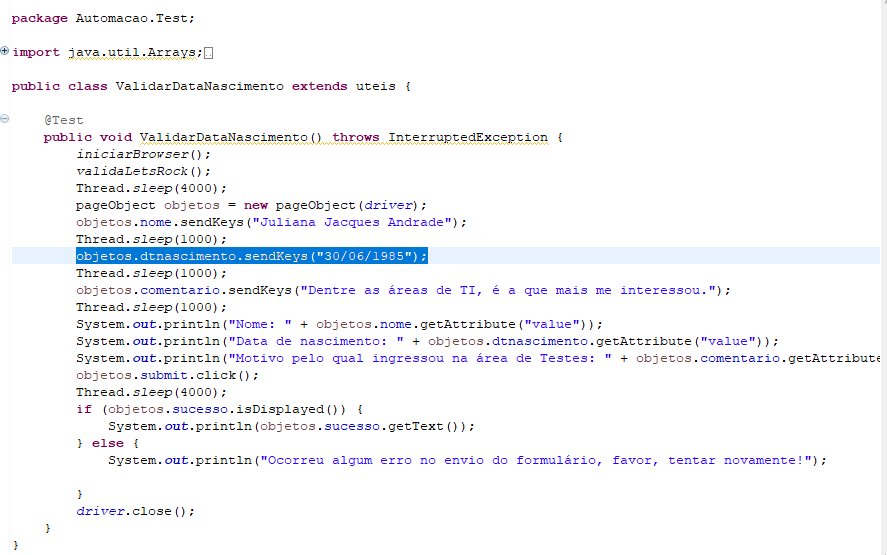 package Automacao.Test;
import java.util.Arrays;
public class ValidarDataNascimento extends uteis {
@Test
public void ValidarDataNascimento() throws InterruptedException {
iniciarBrowser();
validaLetsRock();
Thread.sleep(4000);
pageObject objetos = new pageObject(driver);
objetos.nome.sendKeys("Juliana Jacques Andrade");
Thread.sleep(1000);
objetos.dtnascimento.sendKeys("30/06/1985");
Thread.sleep(1000);
objetos.comentario.sendKeys("Dentre as áreas de TI, é a que mais me interessou.");
Thread.sleep(1000);
System.out.println("Nome: " + objetos.nome.getAttribute("value"));
System.out.println("Data de nascimento: " + objetos.dtnascimento.getAttribute("value"));
System.out.println("Motivo pelo qual ingressou na área de Testes: " + objetos.comentario.getAttribute
objetos.submit.click();
Thread.sleep(4000);
if (objetos.sucesso.isDisplayed()) {
System.out.println(objetos.sucesso.getText());
} else {
System.out.println("Ocorreu algum erro no envio do formulário, favor, tentar novamente!");
}
driver.close();
}
}